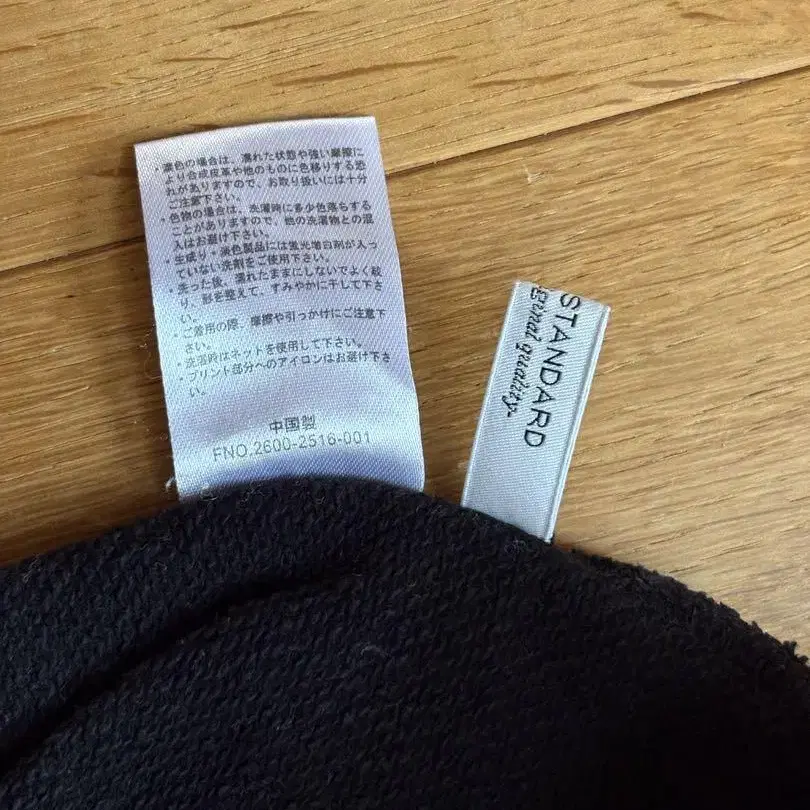 ・濃色の場合は、濡れた状態や強い摩擦に
より合成皮革や他のものに色移りする恐
れがありますので、お取り扱いには十分
ご注意下さい。
・色物の場合は、洗濯時に多少色落ちする
ことがありますので、他の洗濯物との混
入はお避け下さい。
・生成り・淡色製品には蛍光増白剤が入っ
ていない洗剤をご使用下さい。
・洗った後、濡れたままにしないでよく絞
り、形を整えて、すみやかに干して下さ
い。
・ご着用の際、摩擦や引っかけにご注意下
さい。
・洗濯時はネットを使用して下さい。
・プリント部分へのアイロンはお避け下さ
い。
中国製
FNO.2600-2516-001
STANDARD
quality-